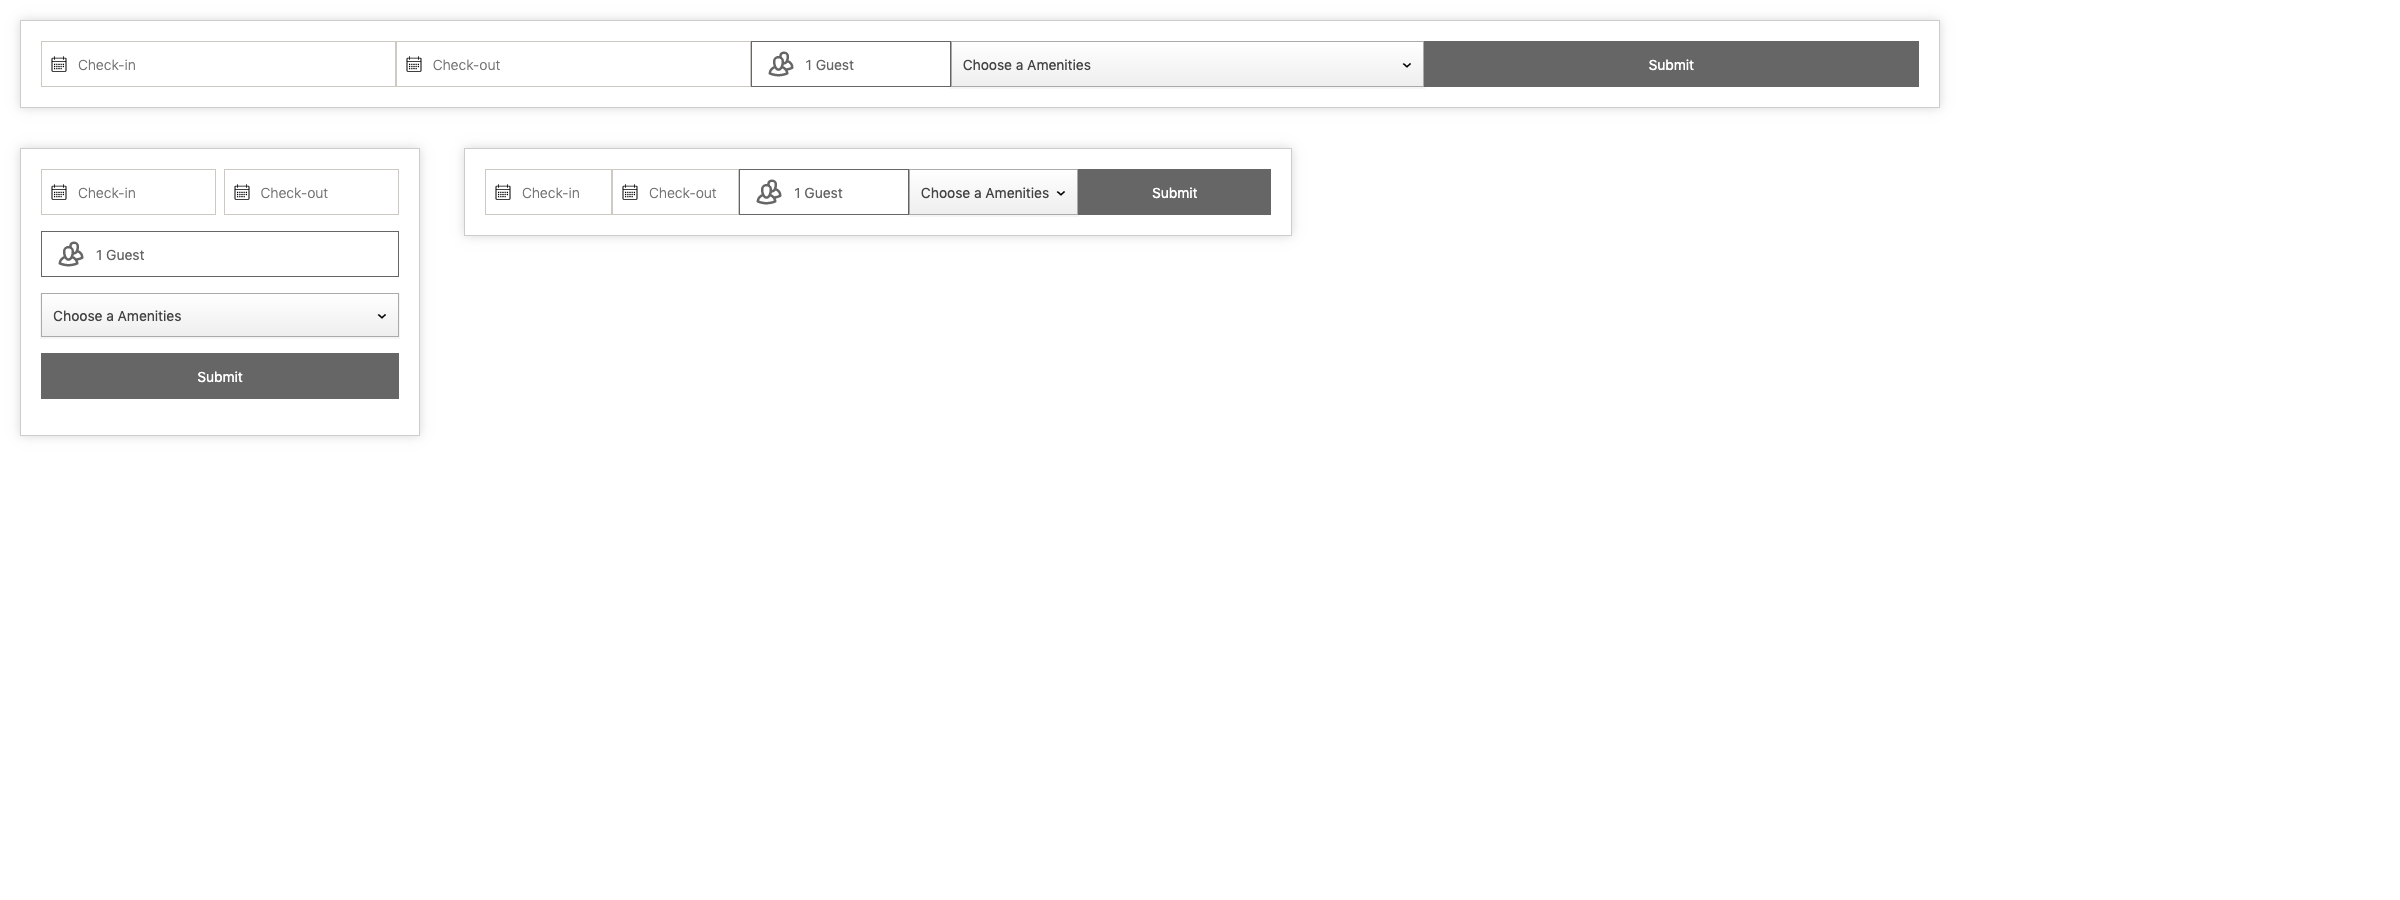 Check-in Check-out 1 Guest Choose a Amenities Submit
Check-in Check-out
1 Guest
Choose a Amenities
Submit
Check-in Check-out 1 Guest Choose a Amenities Submit